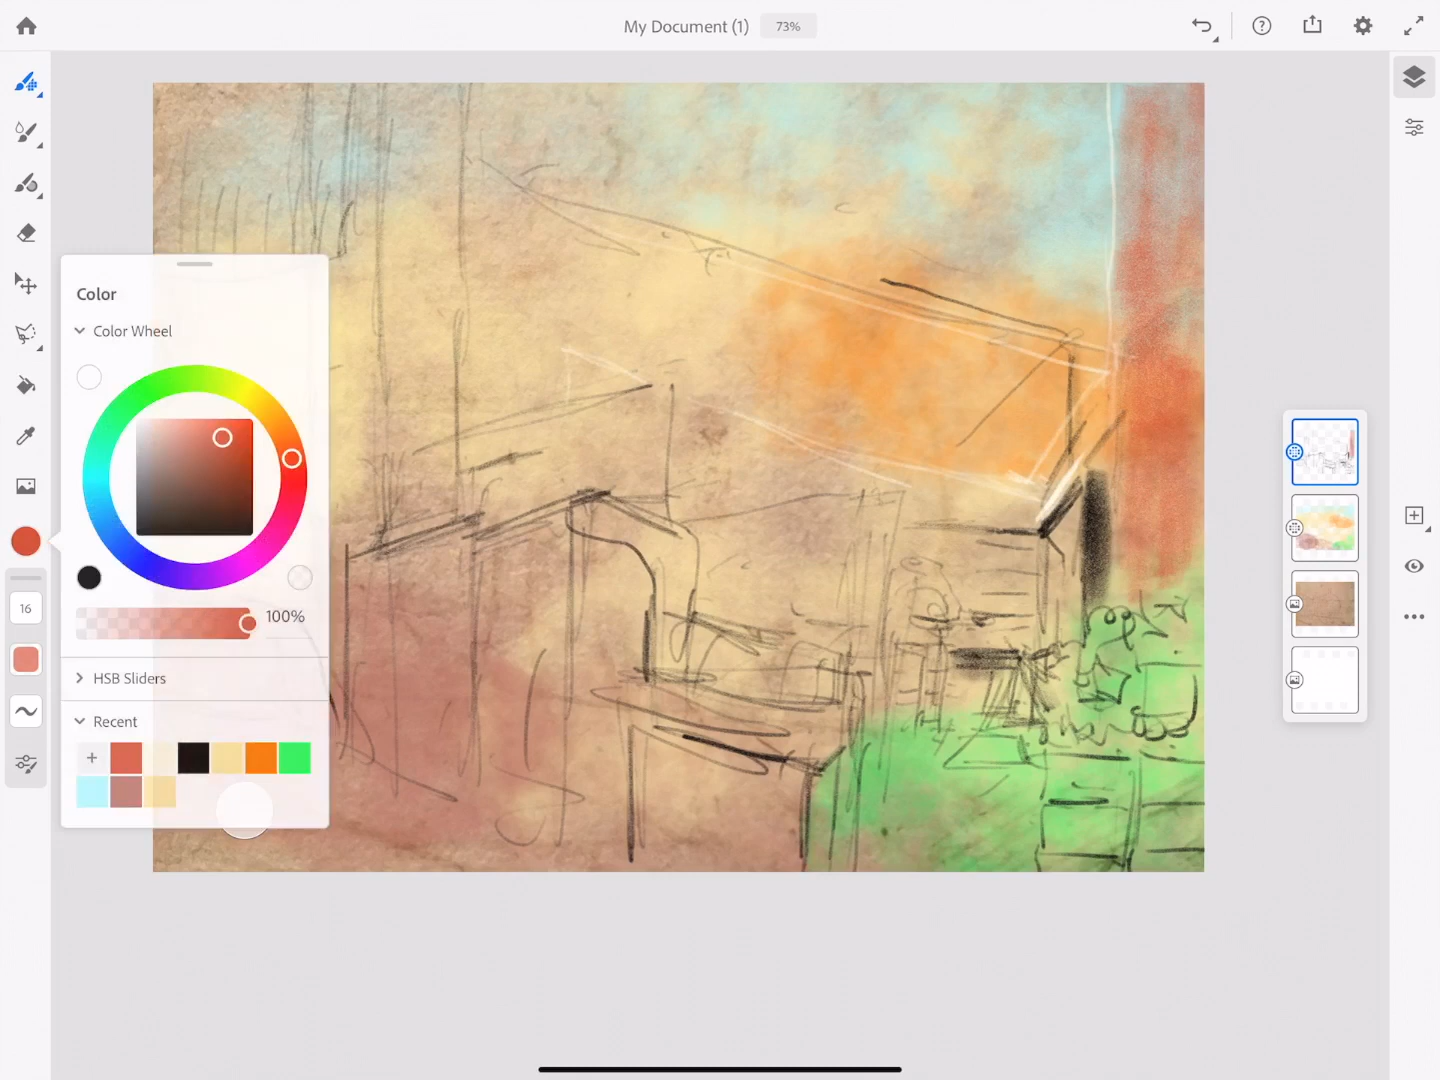 My Document (1) 73%
Color
Color Wheel
100%
16
HSB Sliders
Recent